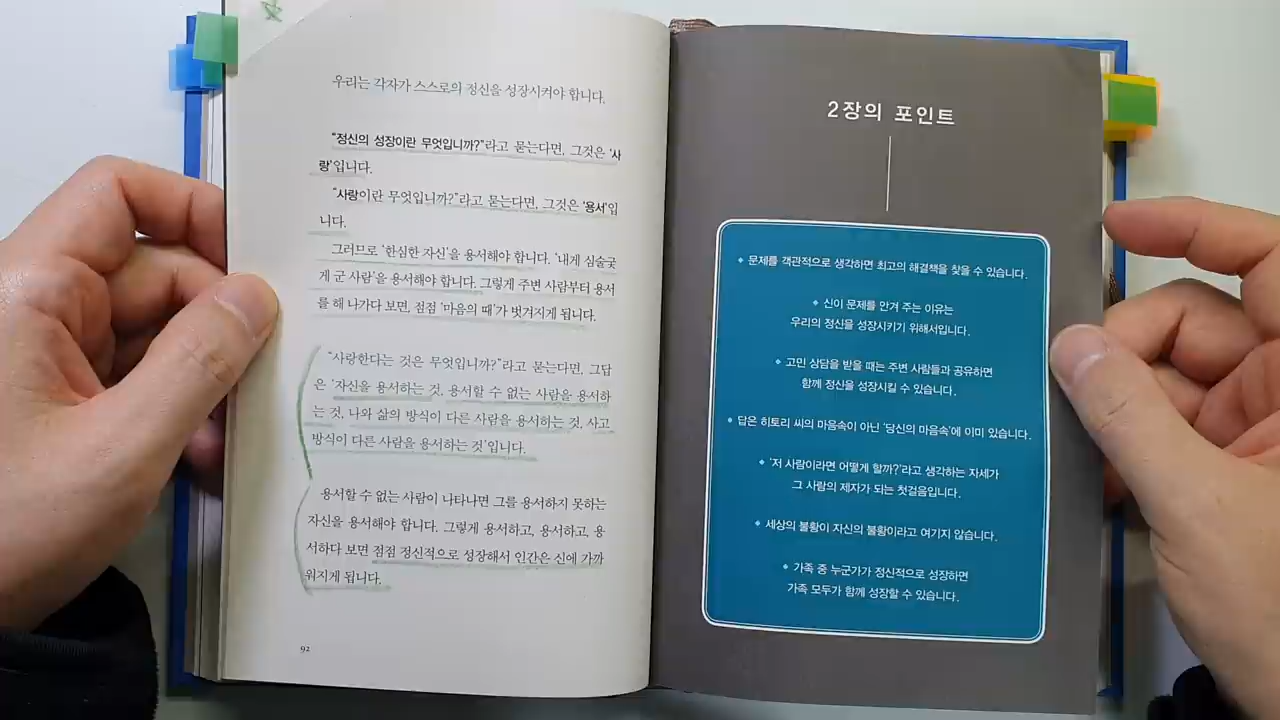 우리는 각자가 스스로의 정신을 성장시켜야 합니다.
“정신의 성장이란 무엇입니까?”라고 묻는다면, 그것은 ‘사
랑’입니다.
“사랑이란 무엇입니까?”라고 묻는다면, 그것은 ‘용서’입
니다.
그러므로 ‘한심한 자신’을 용서해야 합니다. ‘내게 심술궂
게 군 사람’을 용서해야 합니다. 그렇게 주변 사람부터 용서
를 해 나가다 보면, 점점 ‘마음의 때’가 벗겨지게 됩니다.
“사랑한다는 것은 무엇입니까?”라고 묻는다면, 그 답
은 ‘자신을 용서하는 것, 용서할 수 없는 사람을 용서하
는 것, 나와 삶의 방식이 다른 사람을 용서하는 것, 사고
방식이 다른 사람을 용서하는 것’입니다.
용서할 수 없는 사람이 나타나면 그를 용서하지 못하는
자신을 용서해야 합니다. 그렇게 용서하고, 용서하고, 용
서하다 보면 점점 정신적으로 성장해서 인간은 신에 가까
워지게 됩니다.
92
2장의 포인트
◆ 문제를 객관적으로 생각하면 최고의 해결책을 찾을 수 있습니다.
◆ 신이 문제를 안겨 주는 이유는
우리의 정신을 성장시키기 위해서입니다.
◆ 고민 상담을 받을 때는 주변 사람들과 공유하면
함께 정신을 성장시킬 수 있습니다.
◆ 답은 히토리 씨의 마음속이 아닌 ‘당신의 마음속’에 이미 있습니다.
◆ ‘저 사람이라면 어떻게 할까?’라고 생각하는 자세가
그 사람의 제자가 되는 첫걸음입니다.
◆ 세상의 불황이 자신의 불황이라고 여기지 않습니다.
◆ 가족 중 누군가가 정신적으로 성장하면
가족 모두가 함께 성장할 수 있습니다.